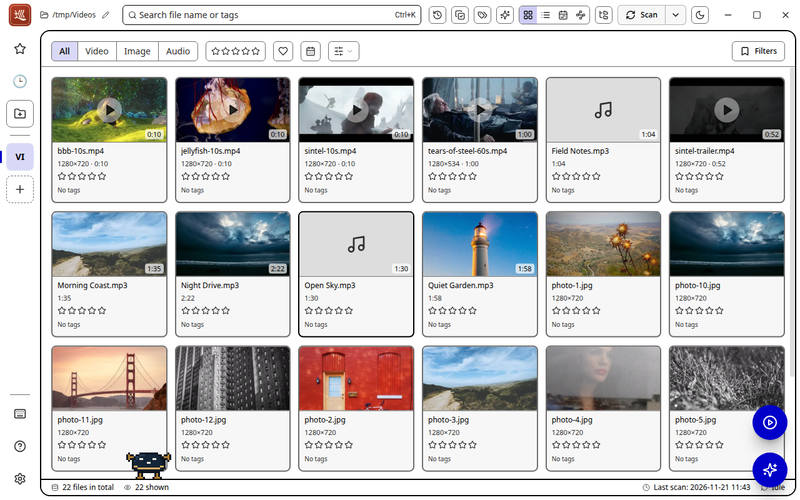 /tmp/Videos
Search file name or tags
Ctrl+K
Scan
All
Video
Image
Audio
Filters
VI
0:10
0:10
0:10
1:00
1:04
0:52
bbb-10s.mp4
jellyfish-10s.mp4
sintel-10s.mp4
tears-of-steel-60s.mp4
Field Notes.mp3
sintel-trailer.mp4
1280×720 · 0:10
1280×720 · 0:10
1280×720 · 0:10
1280×534 · 1:00
1:04
1280×720 · 0:52
No tags
No tags
No tags
No tags
No tags
No tags
1:35
2:22
1:30
1:58
Morning Coast.mp3
Night Drive.mp3
Open Sky.mp3
Quiet Garden.mp3
photo-1.jpg
photo-10.jpg
1:35
2:22
1:30
1:58
1280×720
1280×720
No tags
No tags
No tags
No tags
No tags
No tags
photo-11.jpg
photo-12.jpg
photo-2.jpg
photo-3.jpg
photo-4.jpg
photo-5.jpg
1280×720
1280×720
1280×720
1280×720
1280×720
1280×720
No tags
No tags
No tags
No tags
No tags
No tags
22 files in total
22 shown
Last scan: 2026-11-21 11:43
Idle